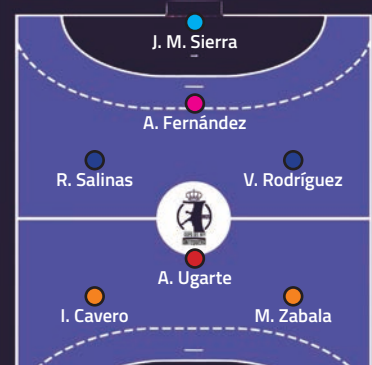 J. M. Sierra
A. Fernández
R. Salinas
V. Rodríguez
A. Ugarte
I. Cavero
M. Zabala